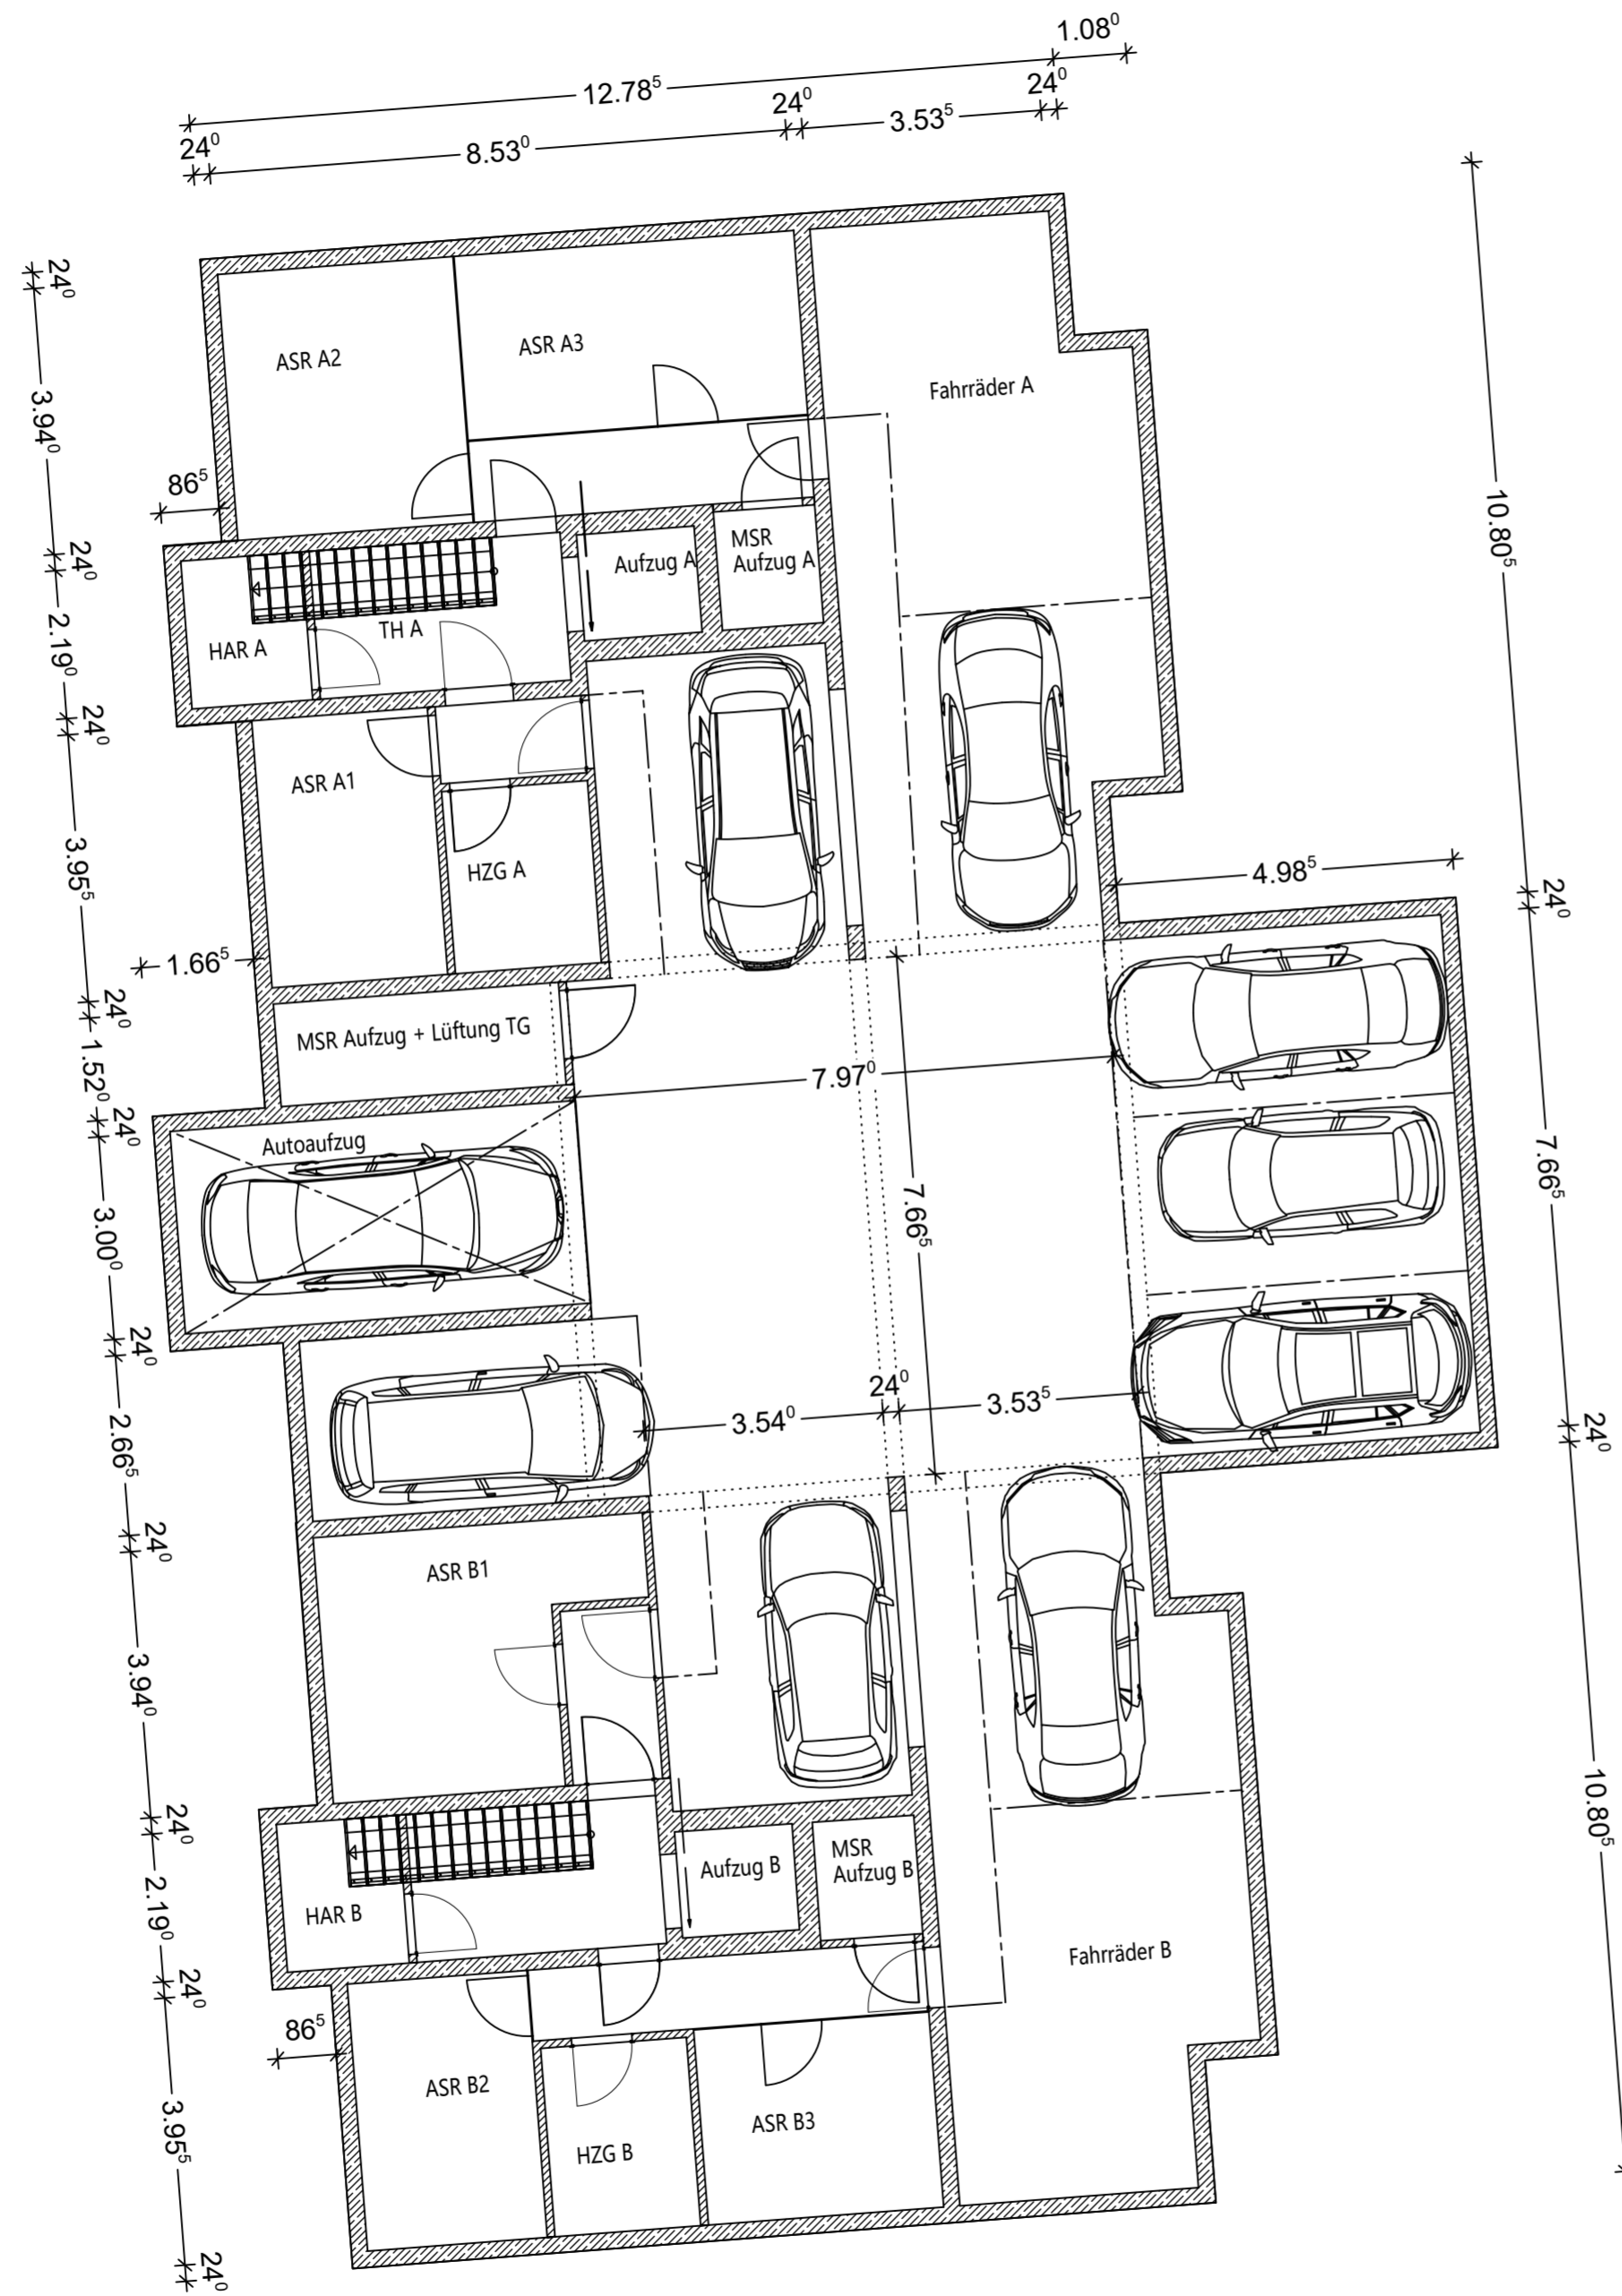 1.08⁰
12.78⁵
24⁰
24⁰
3.53⁵
24⁰
8.53⁰
24⁰
3.94⁰
ASR A2
ASR A3
Fahrräder A
86⁵
10.80⁵
24⁰
Aufzug A
MSR
Aufzug A
2.19⁰
HAR A
TH A
24⁰
ASR A1
3.95⁵
HZG A
4.98⁵
24⁰
1.66⁵
24⁰
MSR Aufzug + Lüftung TG
1.52⁰
7.97⁰
24⁰
Autoaufzug
7.66⁵
3.00⁰
7.66⁵
24⁰
24⁰
3.54⁰
3.53⁵
2.66⁵
24⁰
24⁰
ASR B1
3.94⁰
10.80⁵
24⁰
Aufzug B
MSR
Aufzug B
2.19⁰
HAR B
Fahrräder B
24⁰
86⁵
ASR B2
HZG B
ASR B3
3.95⁵
24⁰